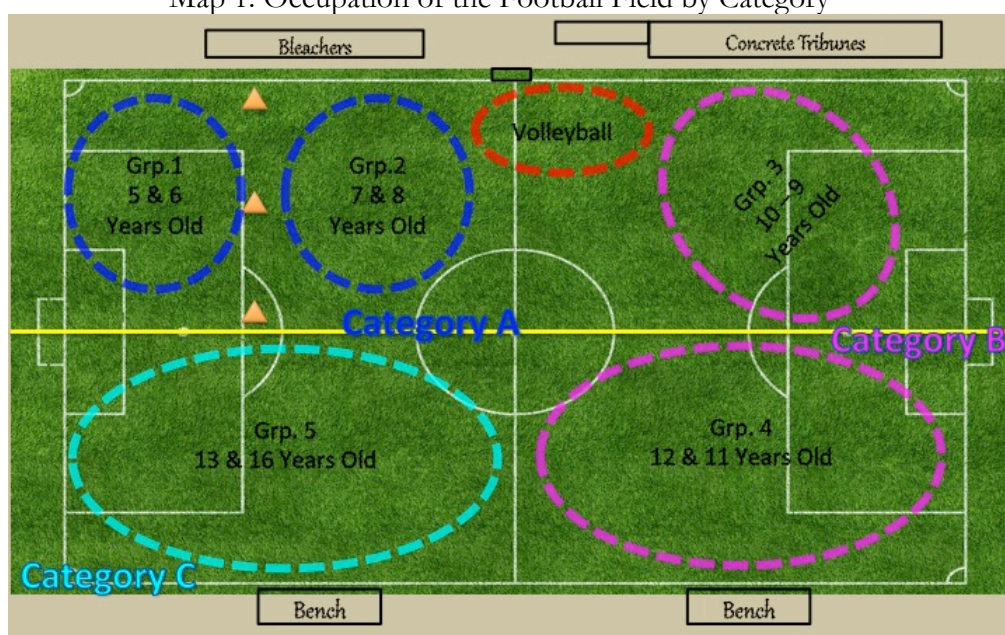 Map 1. Occupation of the Football Field by Category
Bleachers
Concrete Tribunes
Volleyball
Grp.1
5 & 6
Years Old
Grp.2
7 & 8
Years Old
Grp. 3
10 – 9
Years Old
Category A
Category B
Grp. 5
13 & 16 Years Old
Grp. 4
12 & 11 Years Old
Category C
Bench
Bench